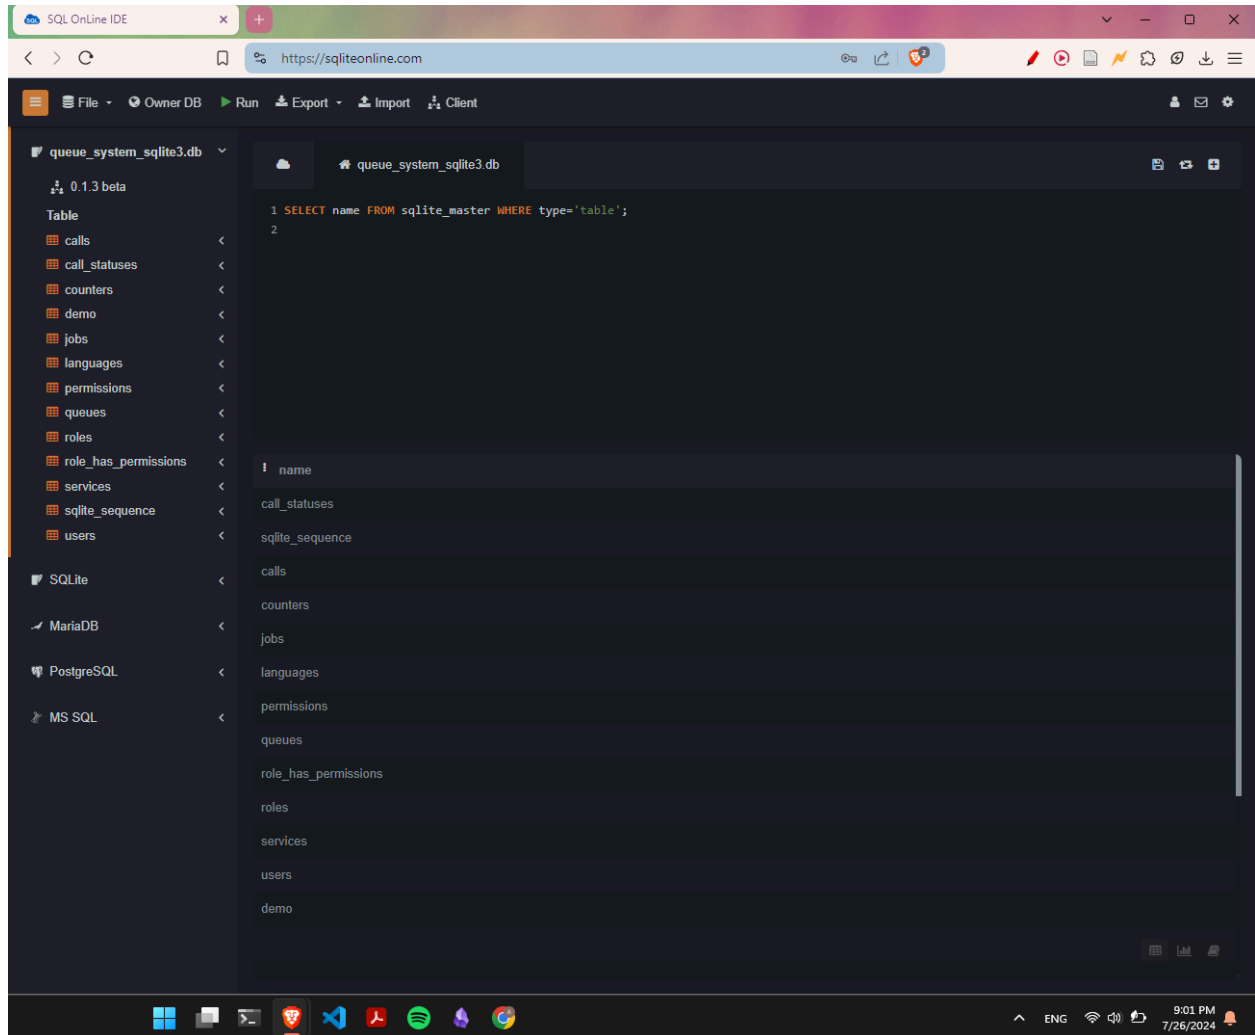 SQL OnLine IDE
https://sqliteonline.com
2
File
Owner DB
Run
Export
Import
Client
queue_system_sqlite3.db
0.1.3 beta
Table
calls
call_statuses
counters
demo
jobs
languages
permissions
queues
roles
role_has_permissions
services
sqlite_sequence
users
SQLite
MariaDB
PostgreSQL
MS SQL
queue_system_sqlite3.db
1 SELECT name FROM sqlite_master WHERE type='table';
2
name
call_statuses
sqlite_sequence
calls
counters
jobs
languages
permissions
queues
role_has_permissions
roles
services
users
demo
ENG
9:01 PM
7/26/2024